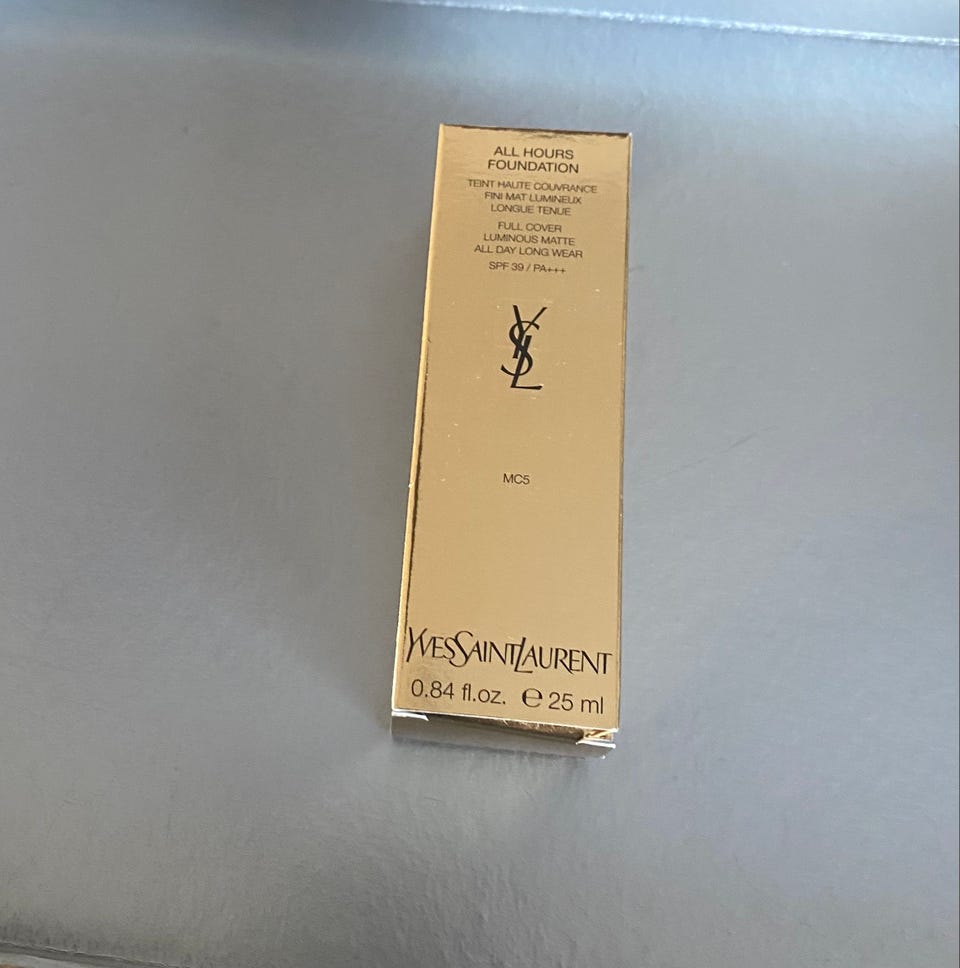 ALL HOURS
FOUNDATION
TEINT HAUTE COUVRANCE
FINI MAT LUMINEUX
LONGUE TENUE
FULL COVER
LUMINOUS MATTE
ALL DAY LONG WEAR
SPF 39 / PA+++
YSL
MC5
YVESSAINTLAURENT
0.84 fl.oz. ℮ 25 ml